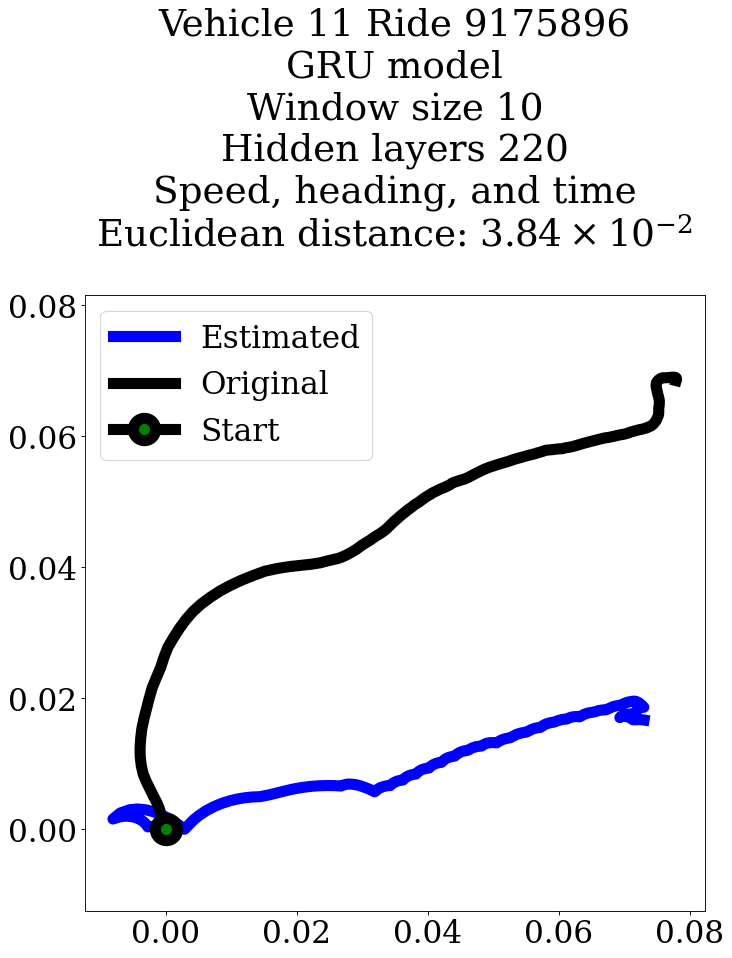 Vehicle 11 Ride 9175896
GRU model
Window size 10
Hidden layers 220
Speed, heading, and time
Euclidean distance: 3.84 × 10⁻²
0.08
0.06
0.04
0.02
0.00
Estimated
Original
Start
0.00 0.02 0.04 0.06 0.08